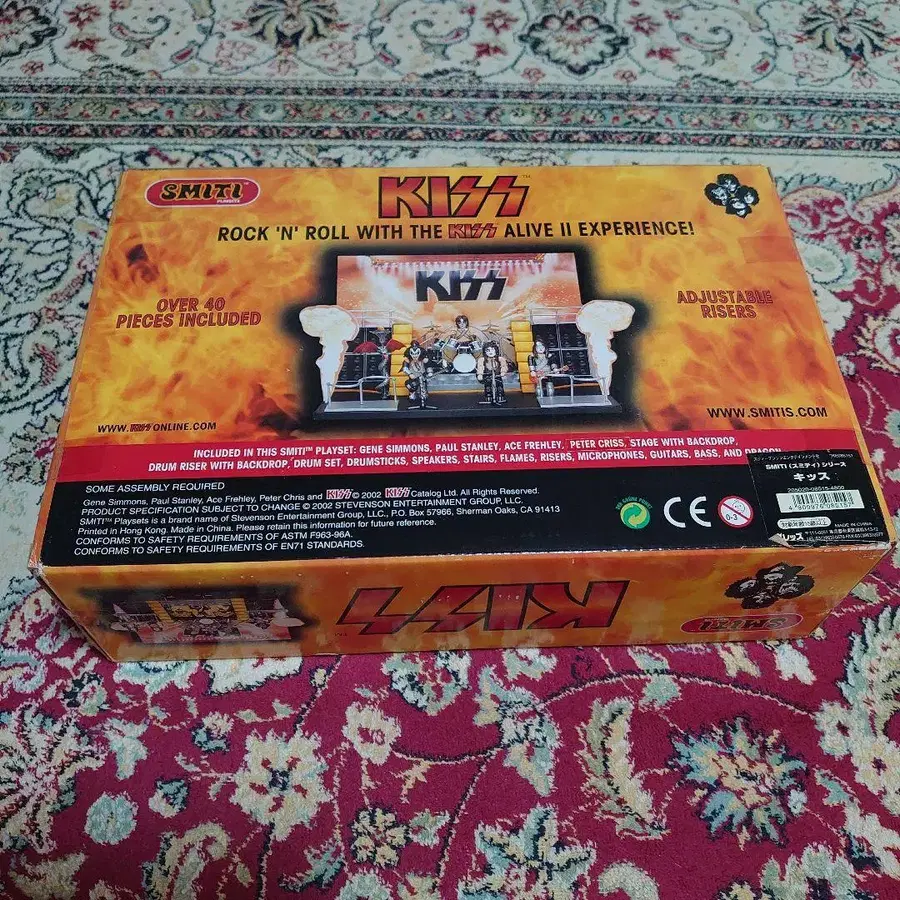 SMITI
PLAYSETS
KISS™
ROCK 'N' ROLL WITH THE KISS ALIVE II EXPERIENCE!
KISS
OVER 40
PIECES INCLUDED
ADJUSTABLE
RISERS
WWW.KISSONLINE.COM
WWW.SMITIS.COM
INCLUDED IN THIS SMITI™ PLAYSET: GENE SIMMONS, PAUL STANLEY, ACE FREHLEY, PETER CRISS, STAGE WITH BACKDROP,
DRUM RISER WITH BACKDROP, DRUM SET, DRUMSTICKS, SPEAKERS, STAIRS, FLAMES, RISERS, MICROPHONES, GUITARS, BASS, AND DRAGON
SOME ASSEMBLY REQUIRED
Gene Simmons, Paul Stanley, Ace Frehley, Peter Chris and KISS © 2002 KISS Catalog Ltd. All Rights Reserved.
PRODUCT SPECIFICATION SUBJECT TO CHANGE © 2002 STEVENSON ENTERTAINMENT GROUP, LLC.
SMITI™ Playsets is a brand name of Stevenson Entertainment Group, LLC., P.O. Box 57966, Sherman Oaks, CA 91413
Printed in Hong Kong. Made in China. Please retain this information for future reference.
CONFORMS TO SAFETY REQUIREMENTS OF ASTM F963-96A.
CONFORMS TO SAFETY REQUIREMENTS OF EN71 STANDARDS.
CE
0-3
SMITI (スミティ) シリーズ
キッス
MADE IN CHINA
KISS
SMITI